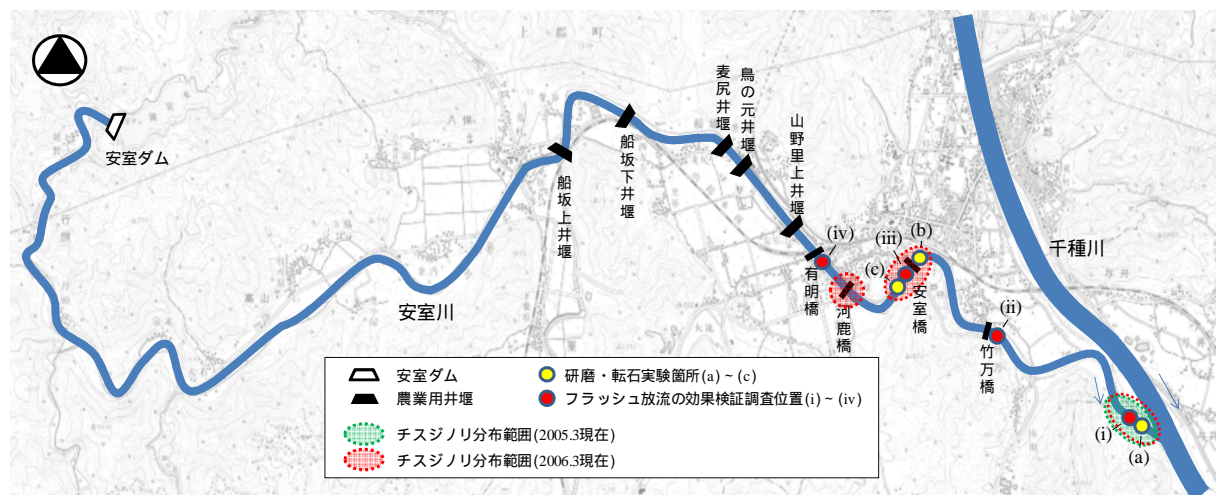 上郡町
安室ダム
船坂上井堰
船坂下井堰
麦尻井堰
鳥の元井堰
山野里上井堰
(iv)
有明橋
河鹿橋
(c)
(iii)
(b)
安室橋
千種川
安室川
(ii)
竹万橋
(i)
(a)
安室ダム
農業用井堰
研磨・転石実験箇所(a)~(c)
フラッシュ放流の効果検証調査位置(i)~(iv)
チスジノリ分布範囲(2005.3現在)
チスジノリ分布範囲(2006.3現在)